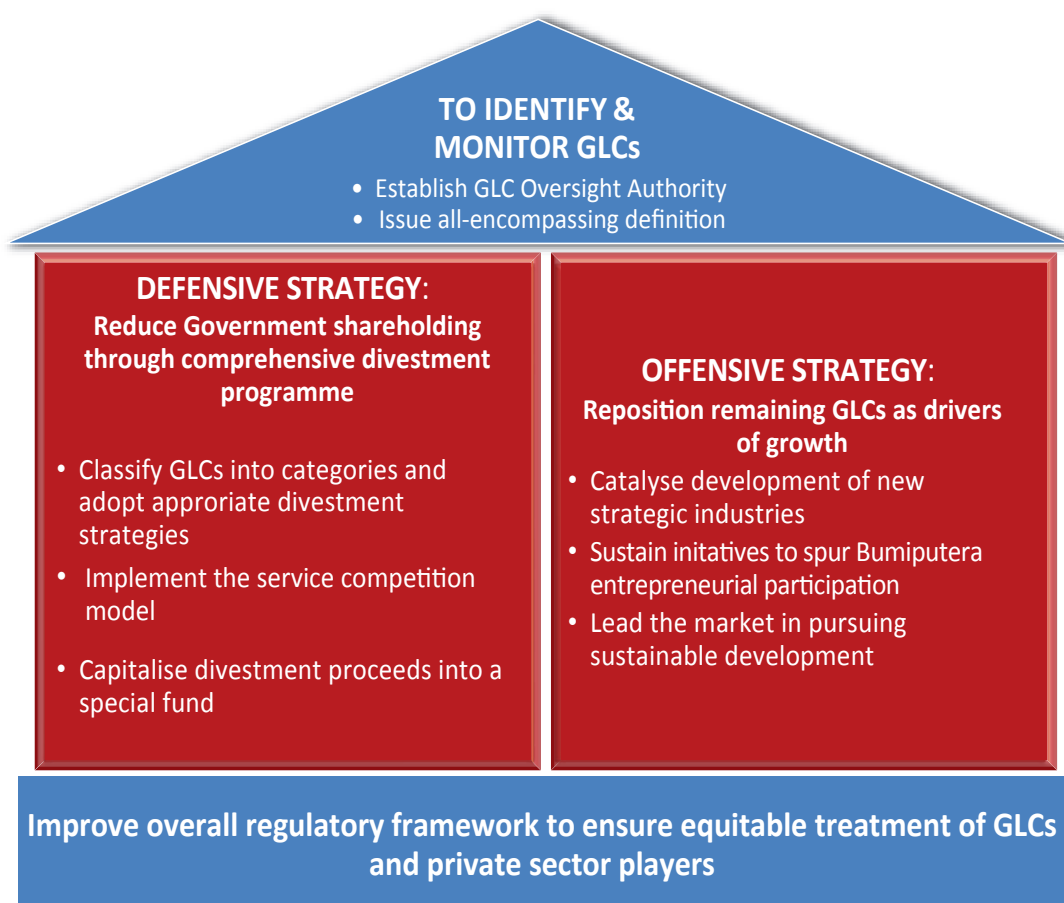 TO IDENTIFY &
MONITOR GLCs
• Establish GLC Oversight Authority
• Issue all-encompassing definition
DEFENSIVE STRATEGY:
Reduce Government shareholding
through comprehensive divestment
programme
• Classify GLCs into categories and
adopt approriate divestment
strategies
• Implement the service competition
model
• Capitalise divestment proceeds into a
special fund
OFFENSIVE STRATEGY:
Reposition remaining GLCs as drivers
of growth
• Catalyse development of new
strategic industries
• Sustain initatives to spur Bumiputera
entrepreneurial participation
• Lead the market in pursuing
sustainable development
Improve overall regulatory framework to ensure equitable treatment of GLCs
and private sector players